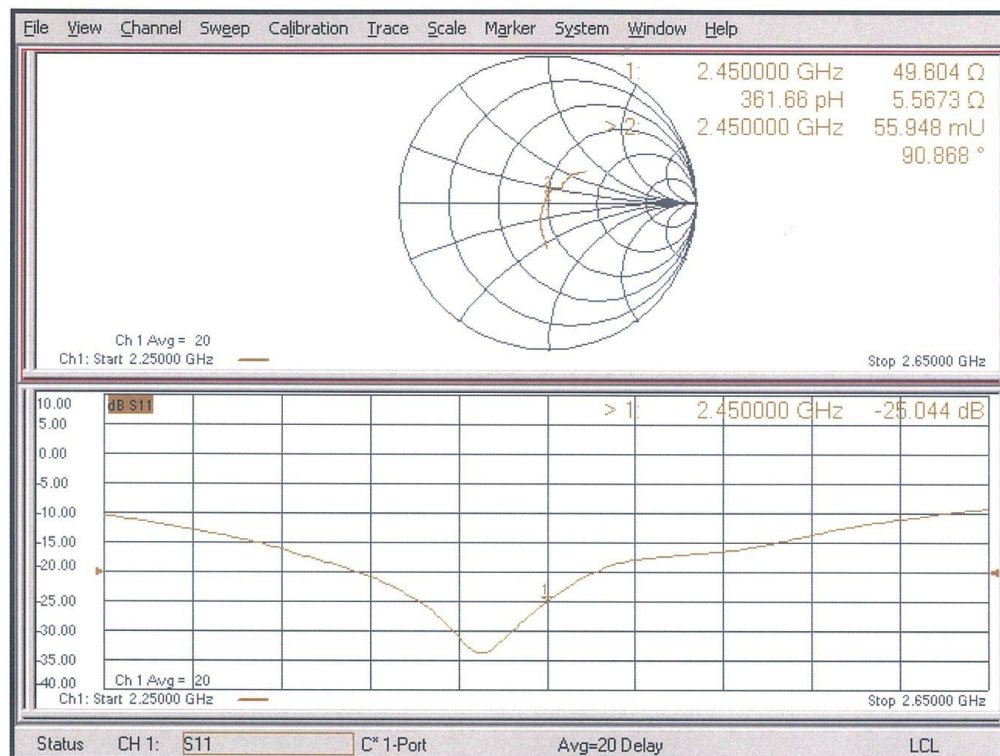 File View Channel Sweep Calibration Trace Scale Marker System Window Help
1: 2.450000 GHz 49.604 Ω
361.66 pH 5.5673 Ω
> 2: 2.450000 GHz 55.948 mU
90.868 °
Ch 1 Avg = 20
Ch1: Start 2.25000 GHz
Stop 2.65000 GHz
10.00
dB S11
> 1: 2.450000 GHz -25.044 dB
5.00
0.00
-5.00
-10.00
-15.00
-20.00
-25.00
1
-30.00
-35.00
-40.00
Ch 1 Avg = 20
Ch1: Start 2.25000 GHz
Stop 2.65000 GHz
Status CH 1: S11 C* 1-Port Avg=20 Delay LCL